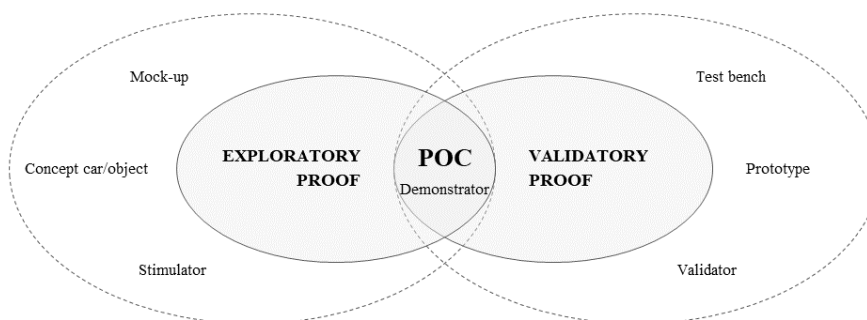 Mock-up
Test bench
EXPLORATORY
PROOF
POC
Demonstrator
VALIDATORY
PROOF
Concept car/object
Prototype
Stimulator
Validator